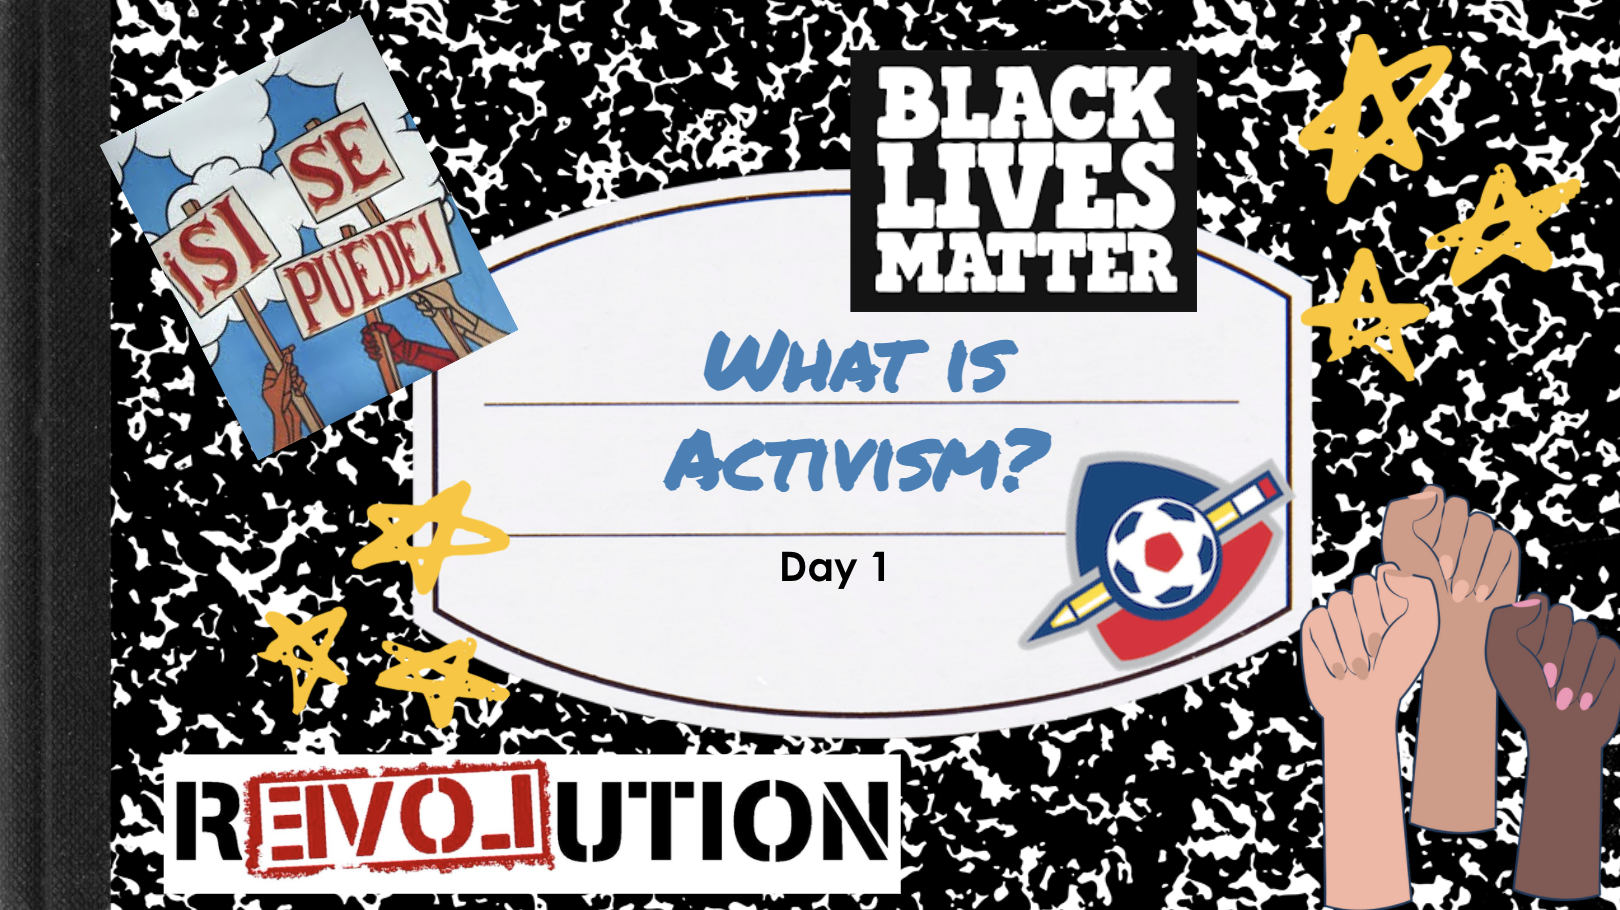 ¡SI
SE
PUEDE!
BLACK
LIVES
MATTER
WHAT IS
ACTIVISM?
Day 1
REVOLUTION